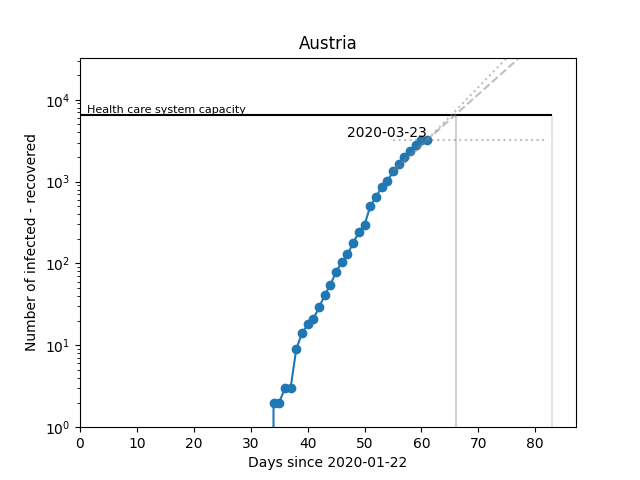 Austria
Number of infected - recovered
10^4
10^3
10^2
10^1
10^0
Health care system capacity
2020-03-23
0 10 20 30 40 50 60 70 80
Days since 2020-01-22